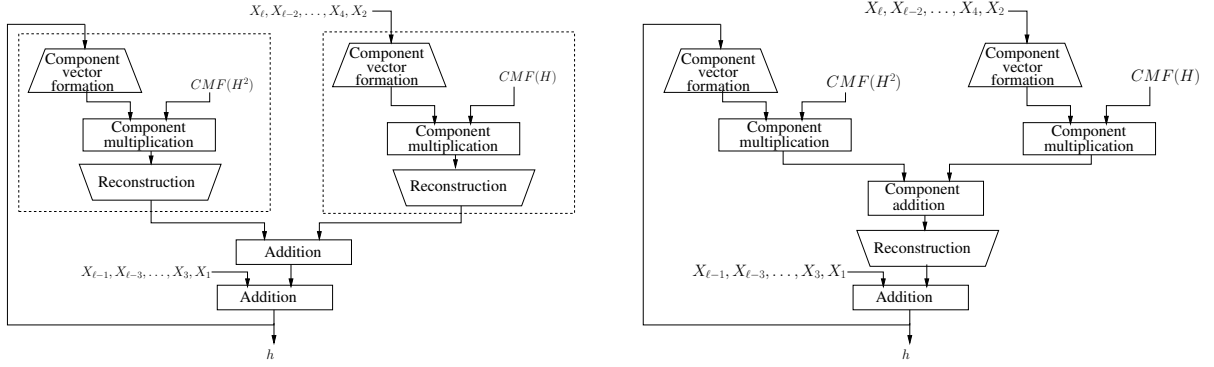 X_ℓ, X_{ℓ−2}, . . . , X_4, X_2
Component
vector
formation
CMF(H^2)
Component
multiplication
Reconstruction
Component
vector
formation
CMF(H)
Component
multiplication
Reconstruction
Addition
X_{ℓ−1}, X_{ℓ−3}, . . . , X_3, X_1
Addition
h
X_ℓ, X_{ℓ−2}, . . . , X_4, X_2
Component
vector
formation
CMF(H^2)
Component
multiplication
Component
vector
formation
CMF(H)
Component
multiplication
Component
addition
Reconstruction
X_{ℓ−1}, X_{ℓ−3}, . . . , X_3, X_1
Addition
h